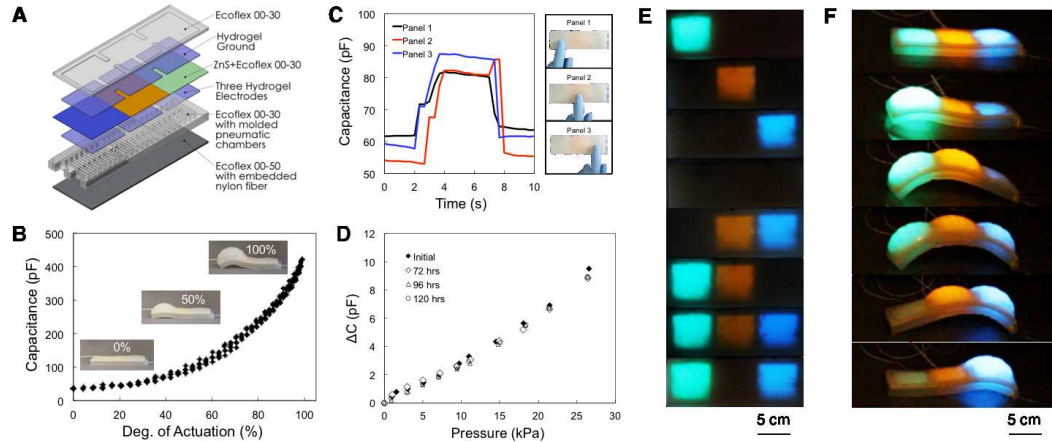 A
Ecoflex 00-30
Hydrogel
Ground
ZnS+Ecoflex 00-30
Three Hydrogel
Electrodes
Ecoflex 00-30
with molded
pneumatic
chambers
Ecoflex 00-50
with embedded
nylon fiber
B
Capacitance (pF)
500
400
300
200
100
0
0 20 40 60 80 100
Deg. of Actuation (%)
0%
50%
100%
C
Capacitance (pF)
100
90
80
70
60
50
0 2 4 6 8 10
Time (s)
Panel 1
Panel 2
Panel 3
Panel 1
Panel 2
Panel 3
D
ΔC (pF)
12
10
8
6
4
2
0
0 5 10 15 20 25 30
Pressure (kPa)
Initial
72 hrs
96 hrs
120 hrs
E
5 cm
F
5 cm